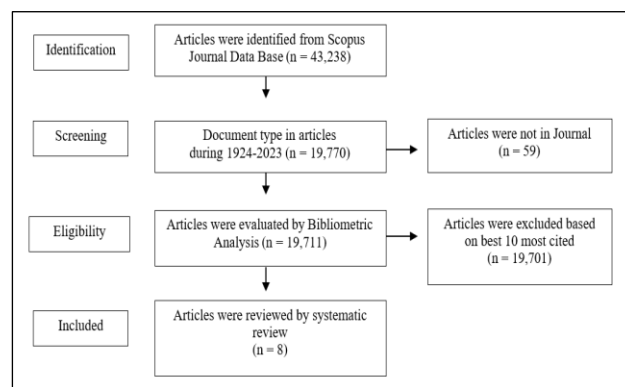 Identification
Articles were identified from Scopus
Journal Data Base (n = 43,238)
Screening
Document type in articles
during 1924-2023 (n = 19,770)
Articles were not in Journal
(n = 59)
Eligibility
Articles were evaluated by Bibliometric
Analysis (n = 19,711)
Articles were excluded based
on best 10 most cited
(n = 19,701)
Included
Articles were reviewed by systematic
review
(n = 8)